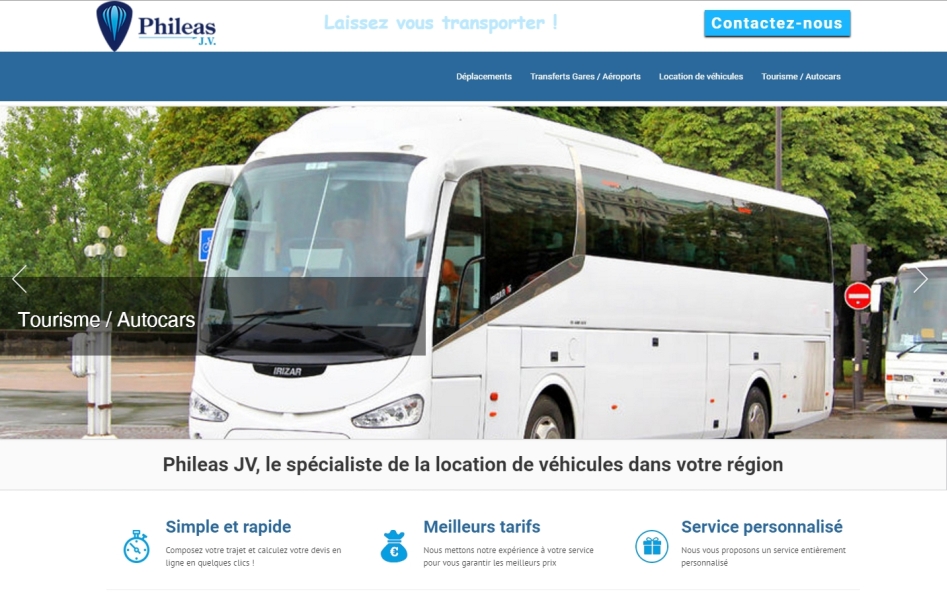 Phileas
J.V.
Laissez vous transporter !
Contactez-nous
Déplacements Transferts Gares / Aéroports Location de véhicules Tourisme / Autocars
Tourisme / Autocars
IRIZAR
Phileas JV, le spécialiste de la location de véhicules dans votre région
Simple et rapide
Composez votre trajet et calculez votre devis en
ligne en quelques clics !
Meilleurs tarifs
Nous mettons notre expérience à votre service
pour vous garantir les meilleurs prix
Service personnalisé
Nous vous proposons un service entièrement
personnalisé